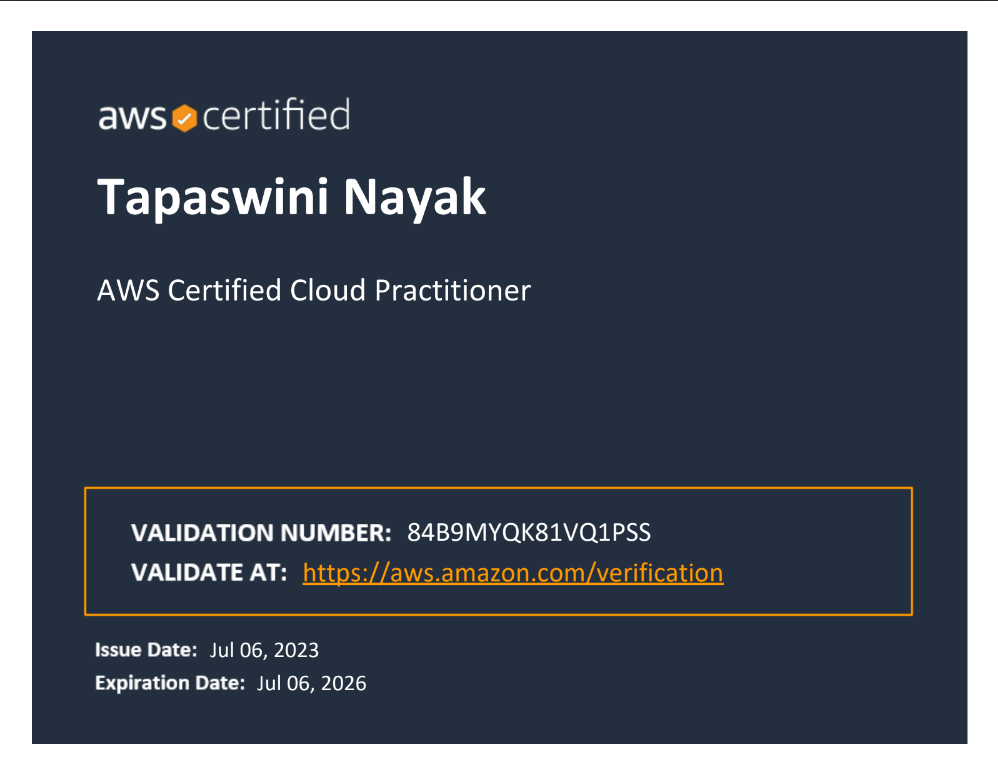 aws certified
Tapaswini Nayak
AWS Certified Cloud Practitioner
VALIDATION NUMBER: 84B9MYQK81VQ1PSS
VALIDATE AT: https://aws.amazon.com/verification
Issue Date: Jul 06, 2023
Expiration Date: Jul 06, 2026